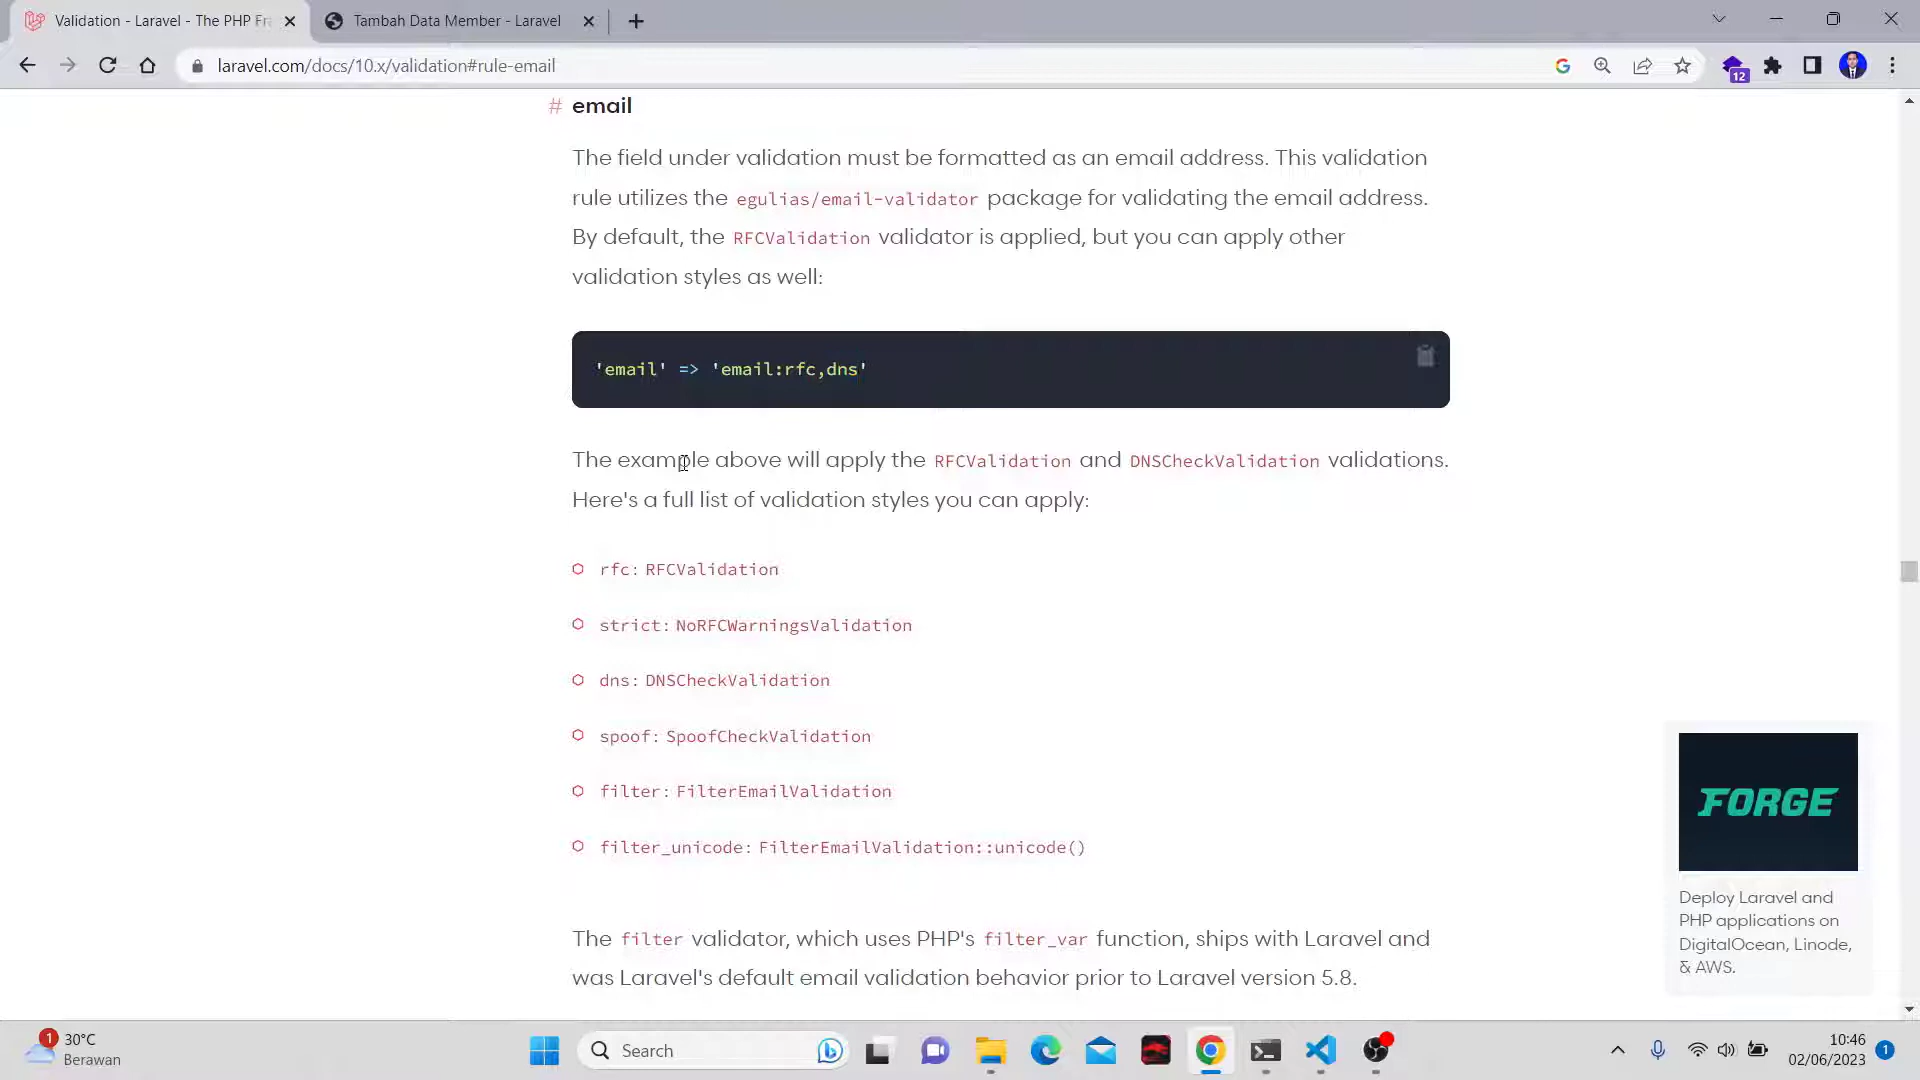 Validation - Laravel - The PHP Fra
Tambah Data Member - Laravel
laravel.com/docs/10.x/validation#rule-email
12
# email
The field under validation must be formatted as an email address. This validation
rule utilizes the egulias/email-validator package for validating the email address.
By default, the RFCValidation validator is applied, but you can apply other
validation styles as well:
'email' => 'email:rfc,dns'
The example above will apply the RFCValidation and DNSCheckValidation validations.
Here's a full list of validation styles you can apply:
rfc: RFCValidation
strict: NoRFCWarningsValidation
dns: DNSCheckValidation
spoof: SpoofCheckValidation
filter: FilterEmailValidation
filter_unicode: FilterEmailValidation::unicode()
The filter validator, which uses PHP's filter_var function, ships with Laravel and
was Laravel's default email validation behavior prior to Laravel version 5.8.
FORGE
Deploy Laravel and
PHP applications on
DigitalOcean, Linode,
& AWS.
1
30°C
Berawan
Search
10:46
02/06/2023
1